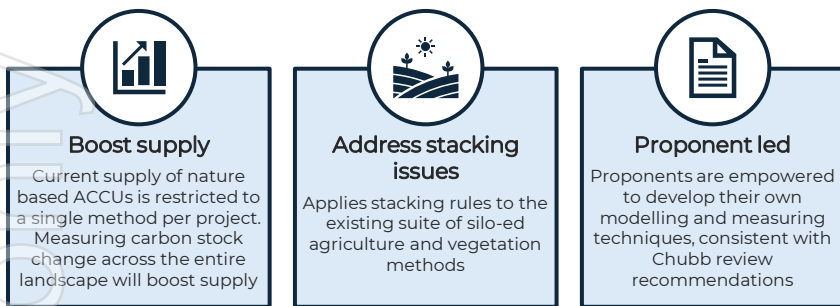 Boost supply
Current supply of nature
based ACCUs is restricted to
a single method per project.
Measuring carbon stock
change across the entire
landscape will boost supply
Address stacking
issues
Applies stacking rules to the
existing suite of silo-ed
agriculture and vegetation
methods
Proponent led
Proponents are empowered
to develop their own
modelling and measuring
techniques, consistent with
Chubb review
recommendations